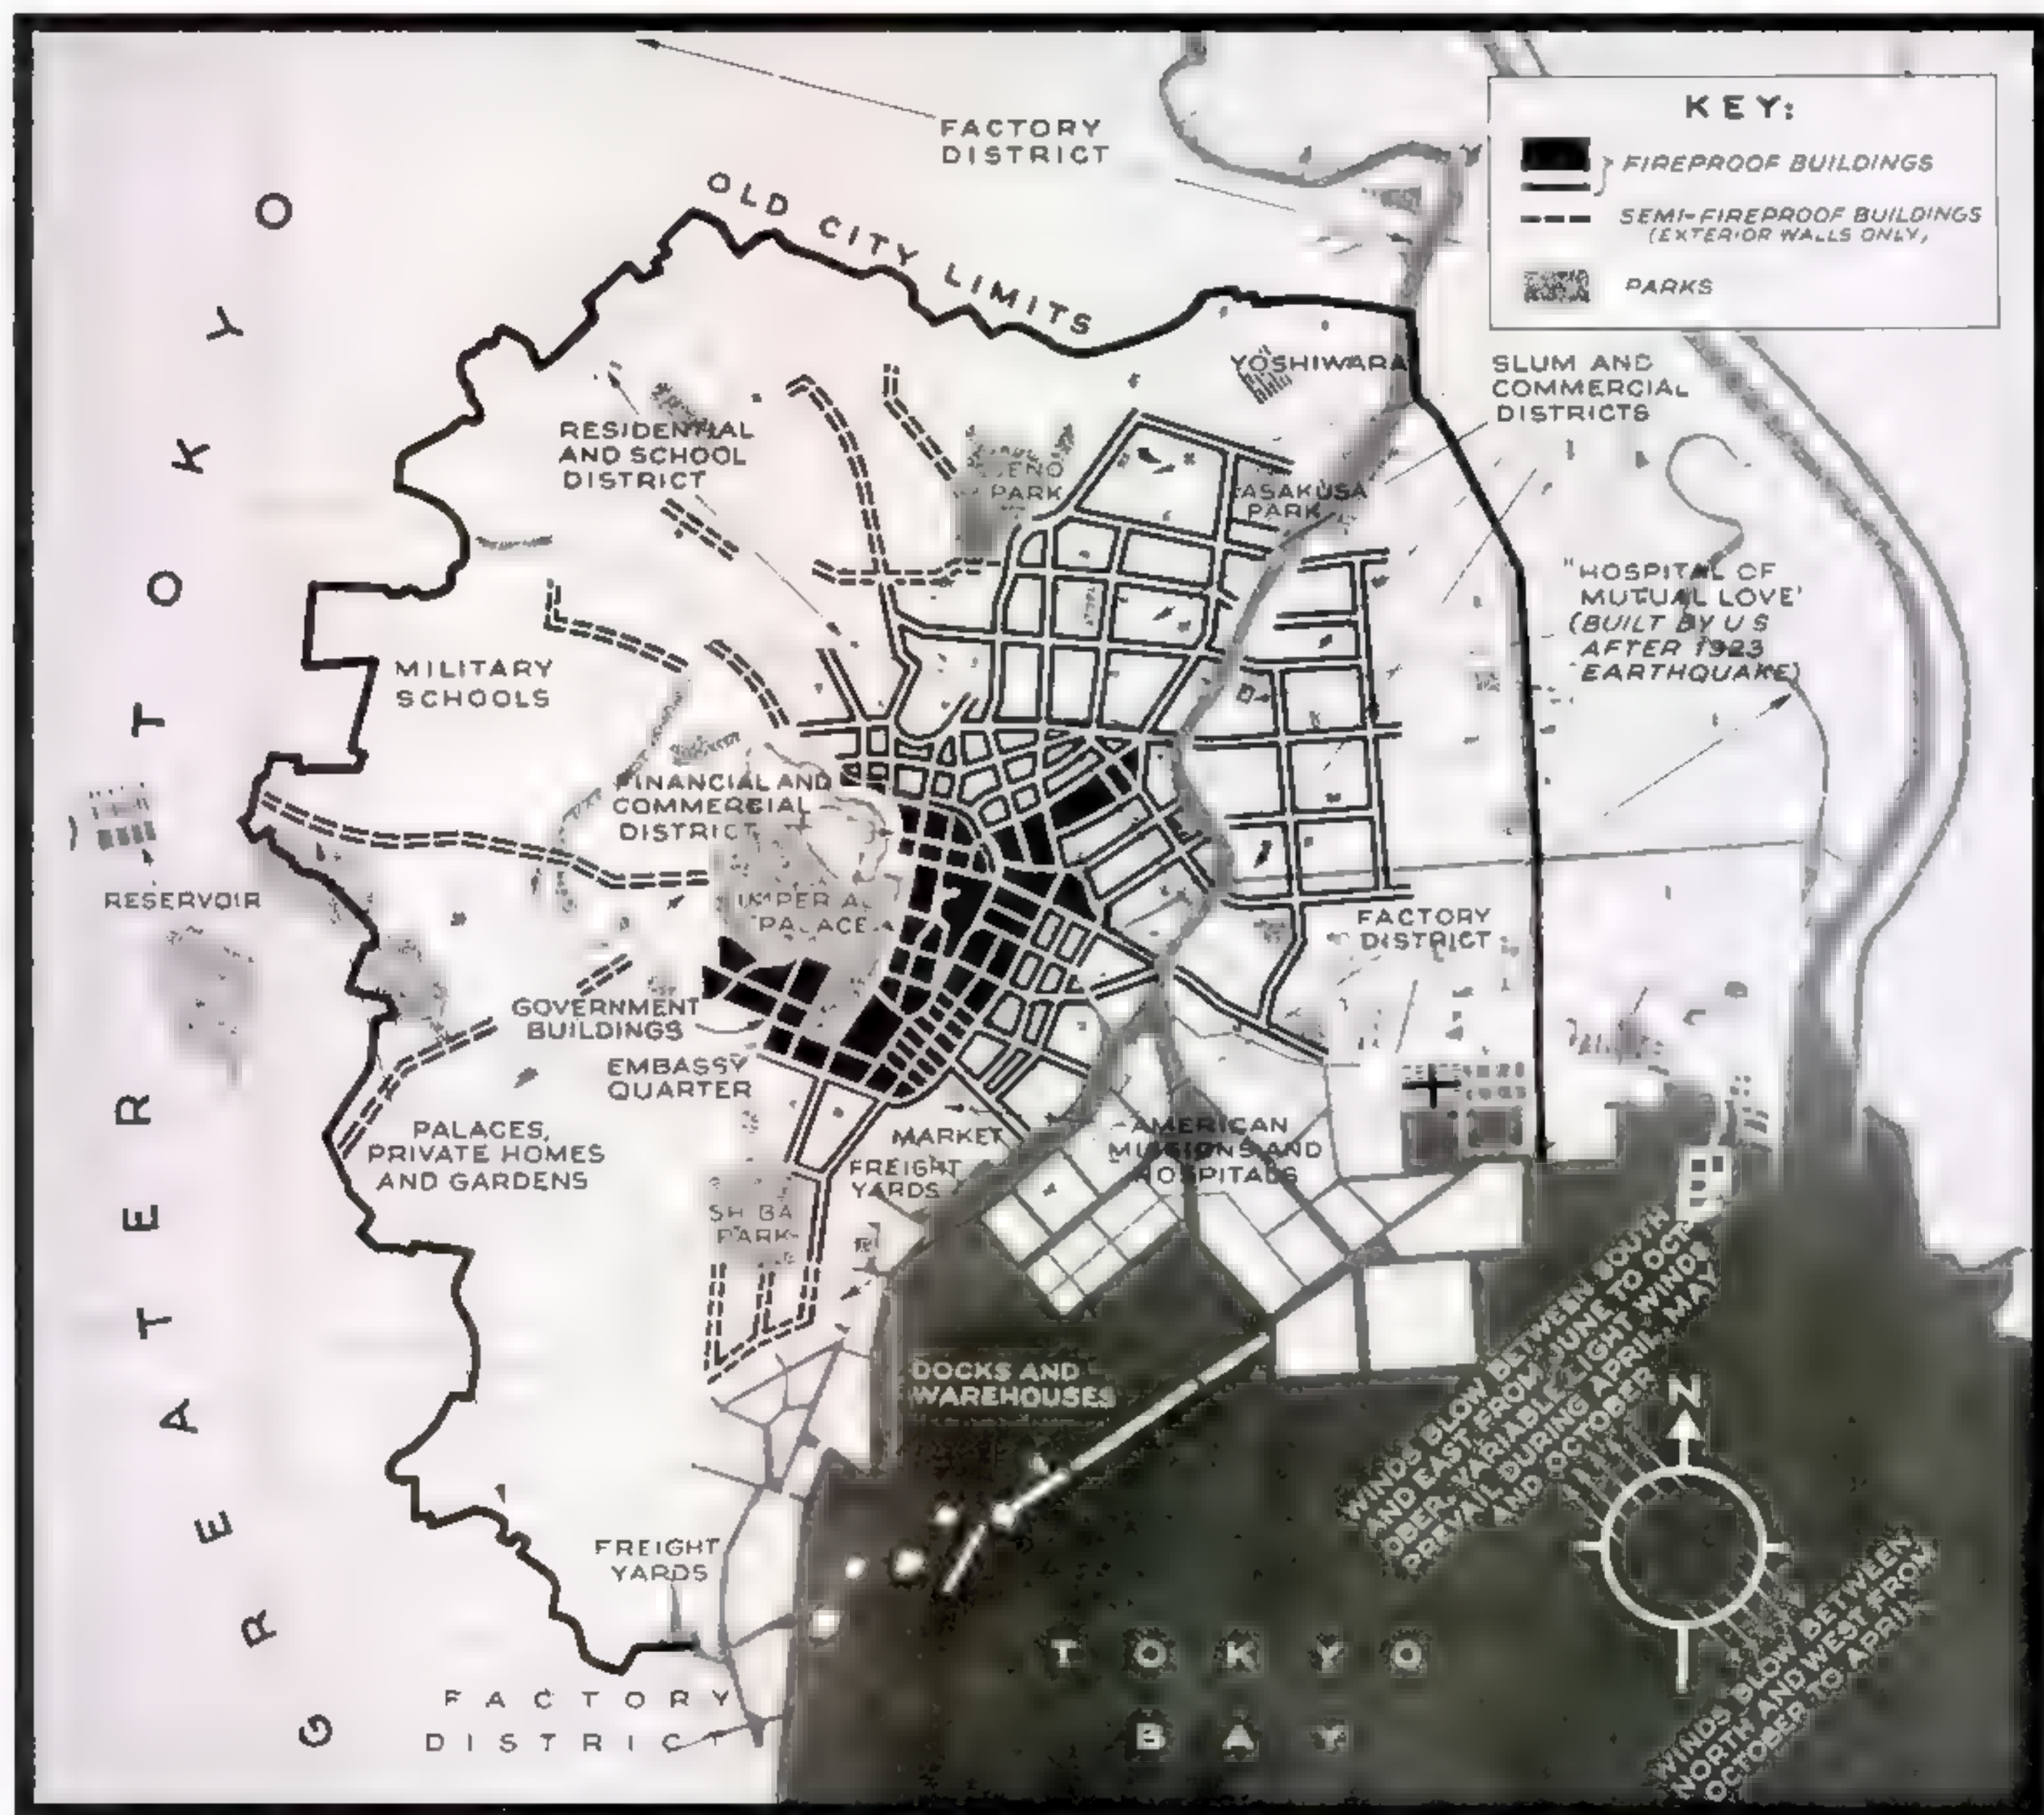 KEY:
FIREPROOF BUILDINGS
SEMI-FIREPROOF BUILDINGS
(EXTERIOR WALLS ONLY)
PARKS
FACTORY
DISTRICT
OLD CITY LIMITS
GREATER TOKYO
YOSHIWARA
SLUM AND
COMMERCIAL
DISTRICTS
RESIDENTIAL
AND SCHOOL
DISTRICT
PARK
ASAKUSA
PARK
"HOSPITAL OF
MUTUAL LOVE'
(BUILT BY U S
AFTER 1923
EARTHQUAKE)
MILITARY
SCHOOLS
FINANCIAL AND
COMMERCIAL
DISTRICT
RESERVOIR
IMPERIAL
PALACE
FACTORY
DISTRICT
GOVERNMENT
BUILDINGS
EMBASSY
QUARTER
PALACES,
PRIVATE HOMES
AND GARDENS
MARKET
AMERICAN
MISSIONS AND
HOSPITALS
FREIGHT
YARDS
SHIBA
PARK
DOCKS AND
WAREHOUSES
WINDS BLOW BETWEEN SOUTH
AND EAST FROM JUNE TO OCT-
OBER. VARIABLE LIGHT WINDS
PREVAIL DURING APRIL, MAY
AND OCTOBER
N
FREIGHT
YARDS
WINDS BLOW BETWEEN
NORTH AND WEST FROM
OCTOBER TO APRIL
TOKYO
BAY
FACTORY
DISTRICT